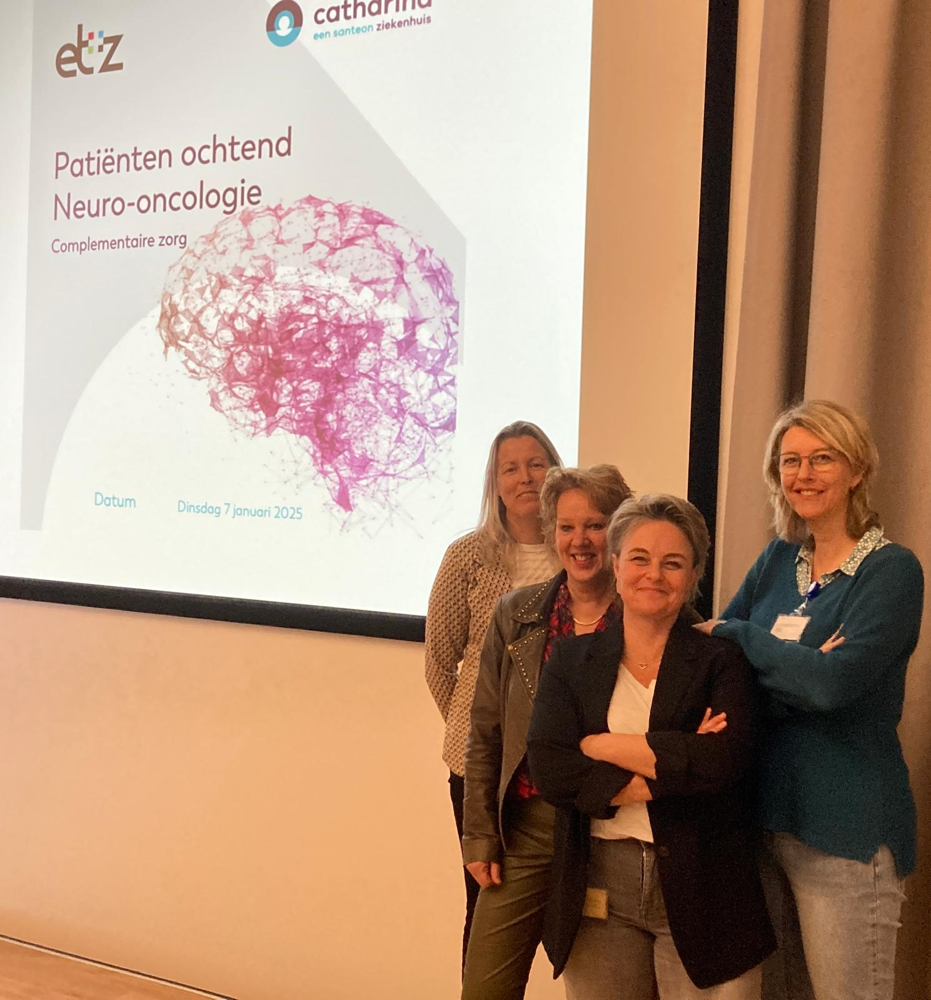 etz
catharina
een santeon ziekenhuis
Patiënten ochtend
Neuro-oncologie
Complementaire zorg
Datum Dinsdag 7 januari 2025